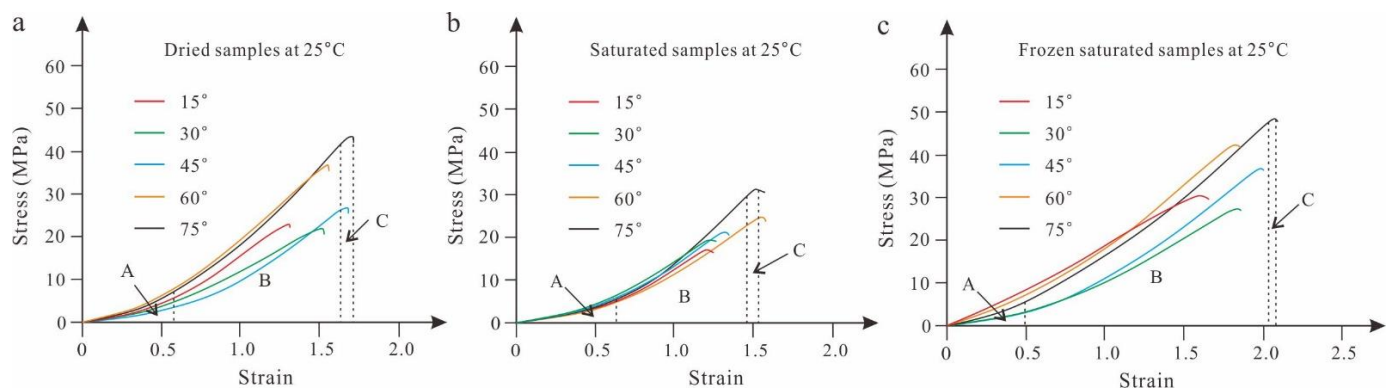 a
Dried samples at 25°C
Stress (MPa)
60
50
40
30
20
10
0
15°
30°
45°
60°
75°
A
B
C
0
0.5
1.0
1.5
2.0
Strain
b
Saturated samples at 25°C
Stress (MPa)
60
50
40
30
20
10
0
15°
30°
45°
60°
75°
A
B
C
0
0.5
1.0
1.5
2.0
Strain
c
Frozen saturated samples at 25°C
Stress (MPa)
60
50
40
30
20
10
0
15°
30°
45°
60°
75°
A
B
C
0
0.5
1.0
1.5
2.0
2.5
Strain